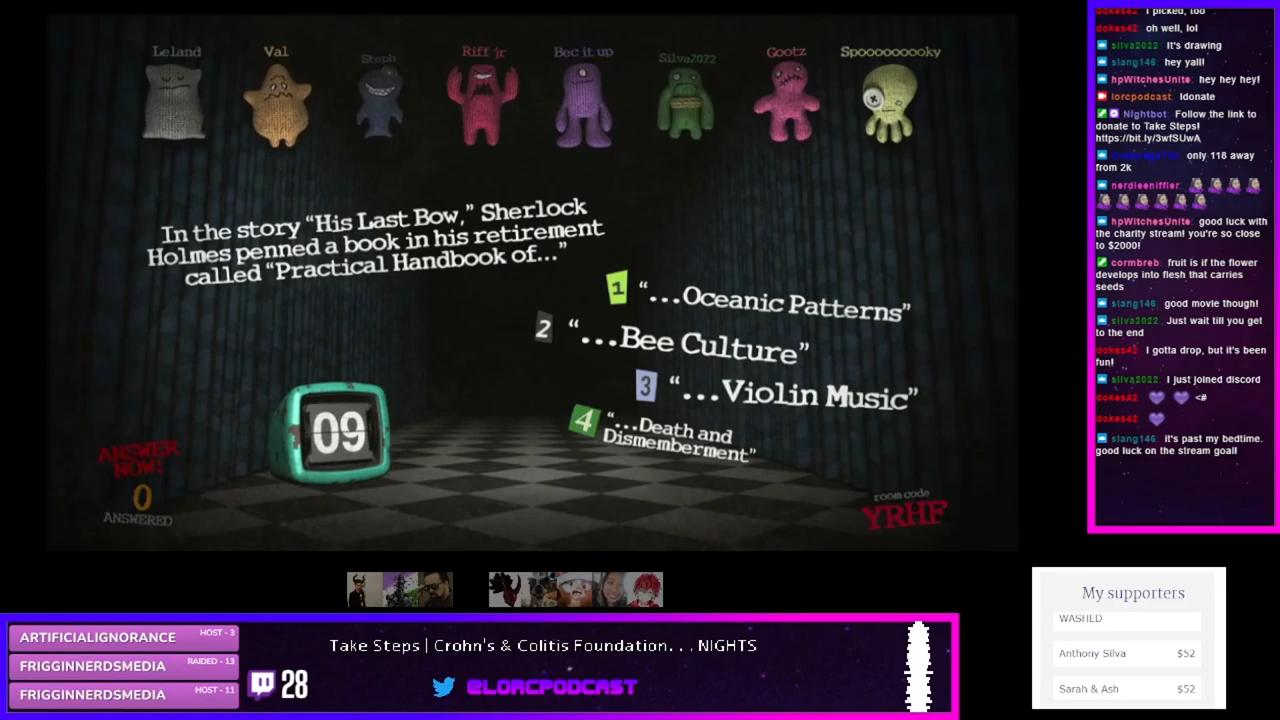 Leland
Val
Steph
Riff jr
Bec it up
Silva2022
Gootz
Spooooooooky
In the story “His Last Bow,” Sherlock
Holmes penned a book in his retirement
called “Practical Handbook of...”
1 “...Oceanic Patterns”
2 “...Bee Culture”
3 “...Violin Music”
4 “...Death and
Dismemberment”
09
ANSWER
NOW!
0
ANSWERED
room code
YRHF
dokes42 I picked, too
dokes42 oh well, lol
silva2022: It's drawing
slang146: hey yall!
hpWitchesUnite: hey hey hey!
lorcpodcast: !donate
Nightbot: Follow the link to
donate to Take Steps!
https://bit.ly/3wfSUwA
only 118 away
from 2k
nerdieeniffler:
hpWitchesUnite: good luck with
the charity stream! you're so close
to $2000!
cormbreb: fruit is if the flower
develops into flesh that carries
seeds
slang146: good movie though!
silva2022: Just wait till you get
to the end
dokes42 I gotta drop, but it's been
fun!
silva2022: I just joined discord
dokes42 <#
dokes42
slang146: it's past my bedtime.
good luck on the stream goal!
My supporters
WASHED
Anthony Silva $52
Sarah & Ash $52
ARTIFICIALIGNORANCE HOST - 3
FRIGGINNERDSMEDIA RAIDED - 13
FRIGGINNERDSMEDIA HOST - 11
28
Take Steps | Crohn's & Colitis Foundation...NIGHTS
@LORCPODCAST